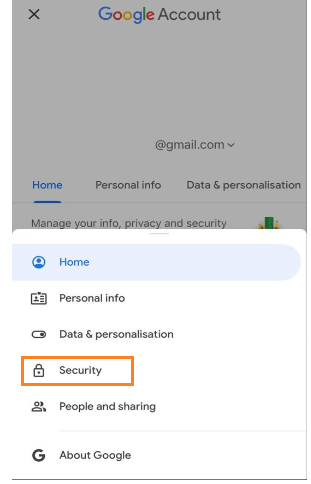 Google Account
@gmail.com
Home Personal info Data & personalisation
Manage your info, privacy and security
Home
Personal info
Data & personalisation
Security
People and sharing
About Google